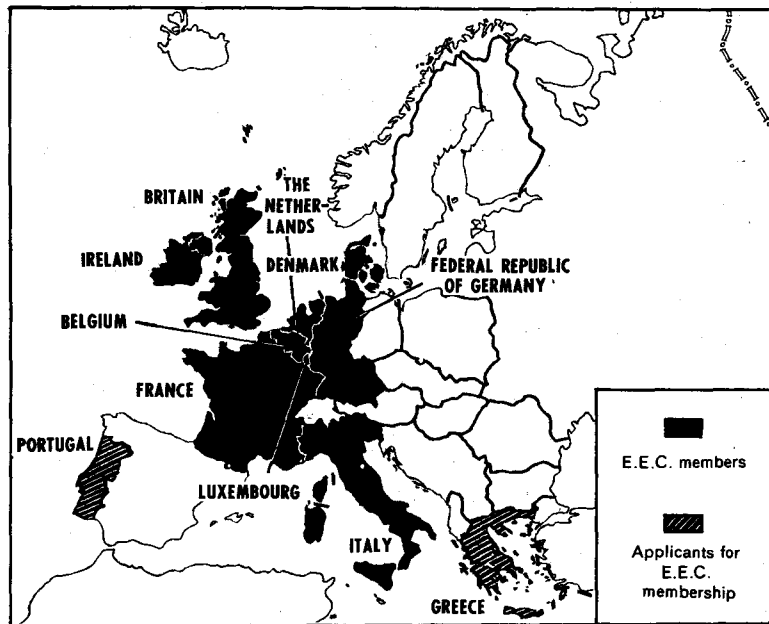 BRITAIN
THE
NETHER-
LANDS
IRELAND
DENMARK
FEDERAL REPUBLIC
OF GERMANY
BELGIUM
FRANCE
PORTUGAL
LUXEMBOURG
ITALY
GREECE
E.E.C. members
Applicants for
E.E.C.
membership